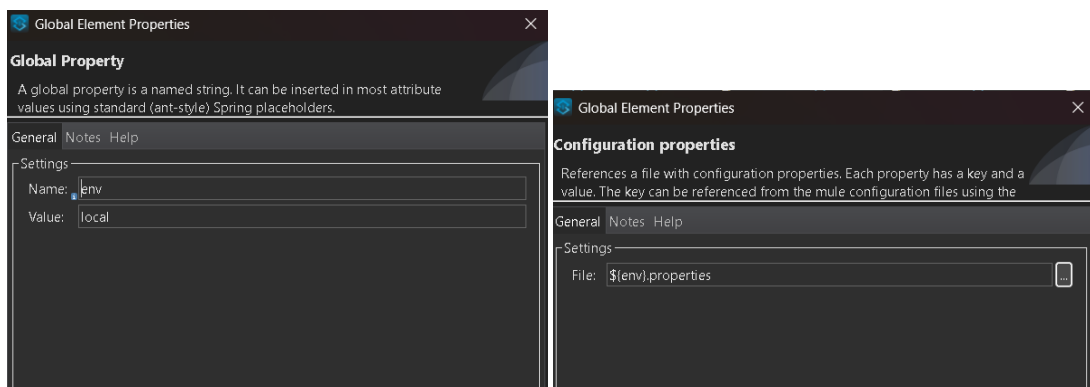 Global Element Properties
Global Property
A global property is a named string. It can be inserted in most attribute
values using standard (ant-style) Spring placeholders.
General Notes Help
Settings
Name: env
Value: local
Global Element Properties
Configuration properties
References a file with configuration properties. Each property has a key and a
value. The key can be referenced from the mule configuration files using the
General Notes Help
Settings
File: ${env}.properties
...